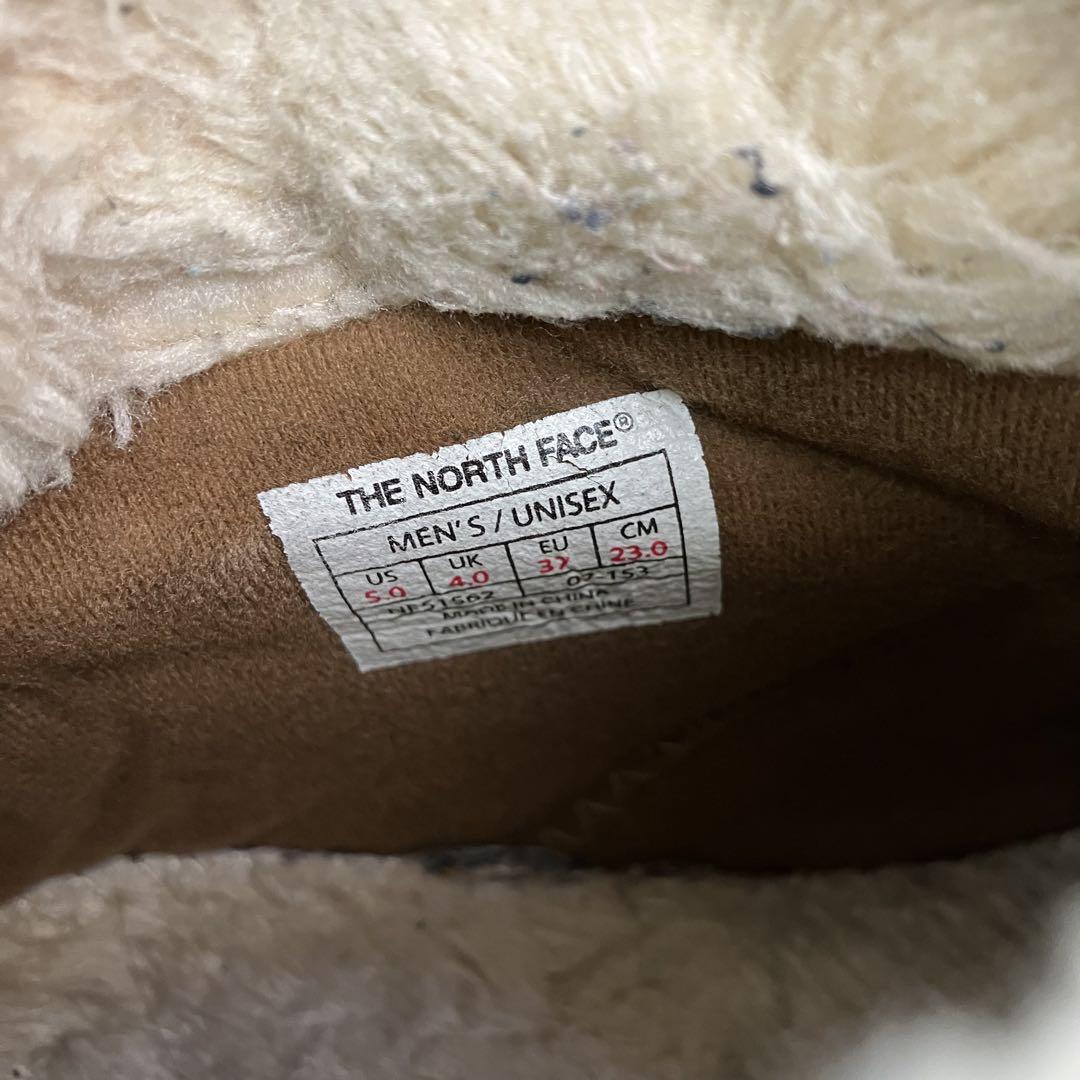 THE NORTH FACE®
MEN'S / UNISEX
US UK EU CM
5.0 4.0 37 23.0
NF51562 07-TS3
MADE IN CHINA
FABRIQUÉ EN CHINE